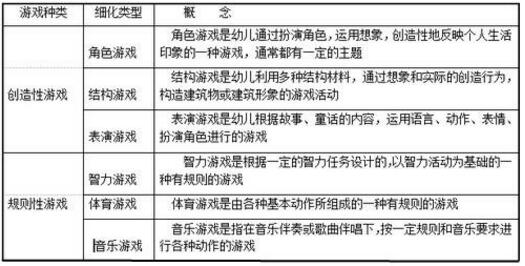 游戏种类 细化类型 概 念
角色游戏 角色游戏是幼儿通过扮演角色，运用想象，创造性地反映个人生活
印象的一种游戏，通常都有一定的主题
创造性游戏 结构游戏 结构游戏是幼儿利用多种结构材料，通过想象和实际的创造行为，
构造建筑物或建筑形象的游戏活动
表演游戏 表演游戏是幼儿根据故事、童话的内容，运用语言、动作、表情、
扮演角色进行的游戏
智力游戏 智力游戏是根据一定的智力任务设计的，以智力活动为基础的一
种有规则的游戏
规则性游戏 体育游戏 体育游戏是由各种基本动作所组成的一种有规则的游戏
音乐游戏 音乐游戏是指在音乐伴奏或歌曲伴唱下，按一定规则和音乐要求进
行各种动作的游戏